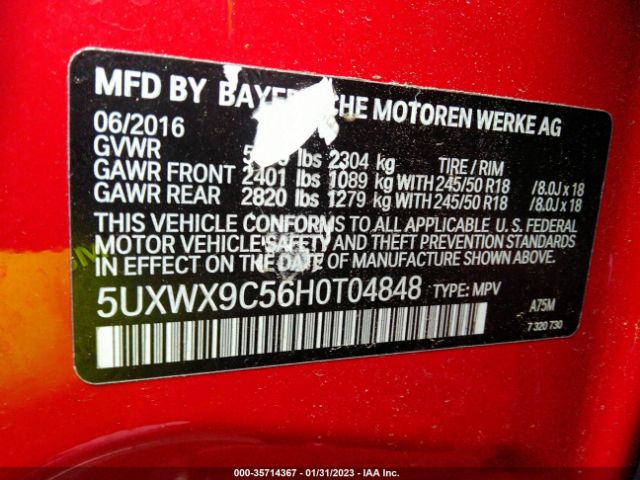 MFD BY
06/2016
GVWR lbs 2304 kg TIRE / RIM
GAWR FRONT 2401 lbs 1089 kg WITH 245/50 R18 /8.0J x 18
GAWR REAR 2820 lbs 1279 kg WITH 245/50 R18 /8.0J x 18
THIS VEHICLE CONFORMS TO ALL APPLICABLE U. S. FEDERAL
MOTOR VEHICLE SAFETY AND THEFT PREVENTION STANDARDS
IN EFFECT ON THE DATE OF MANUFACTURE SHOWN ABOVE.
5UXWX9C56H0T04848 TYPE: MPV
A75M
7 320 730
MOTOREN WERKE AG
000-35714367 - 01/31/2023 - IAA Inc.